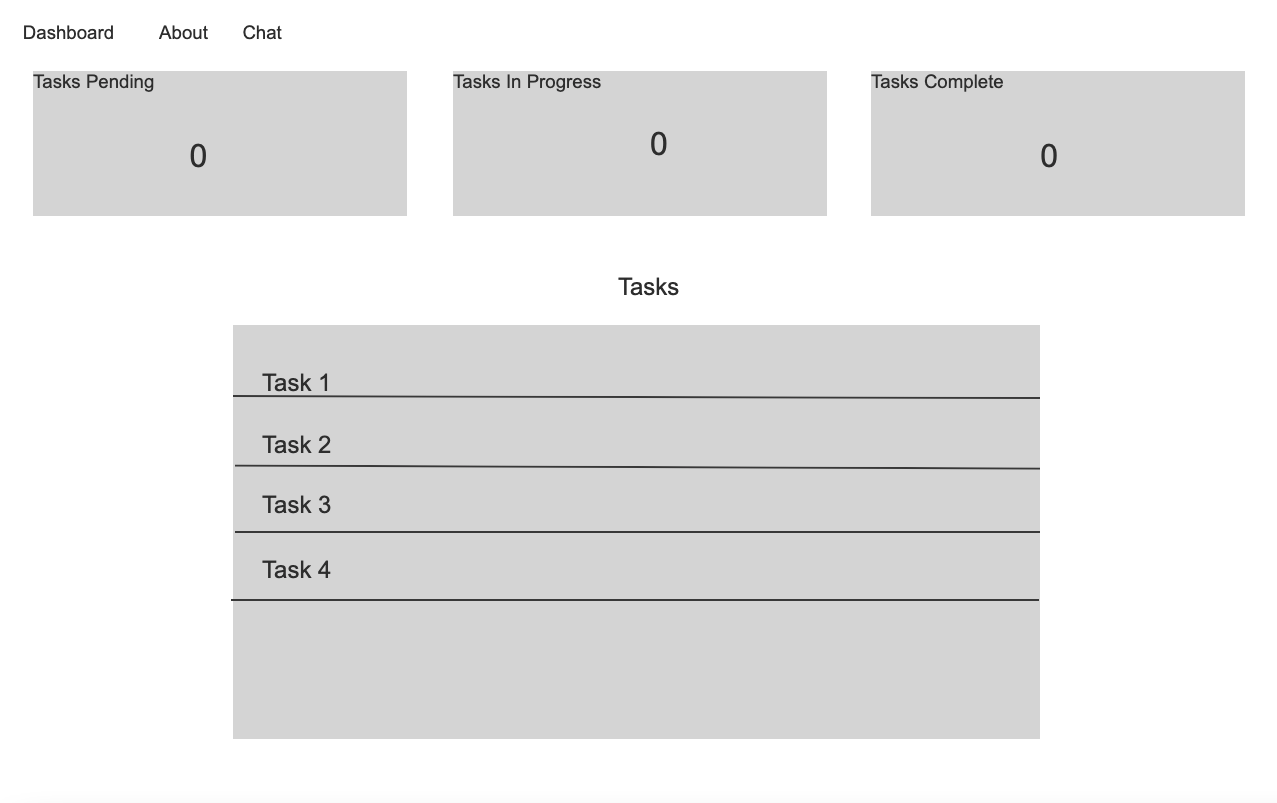 Dashboard About Chat
Tasks Pending Tasks In Progress Tasks Complete
0 0 0
Tasks
Task 1
Task 2
Task 3
Task 4